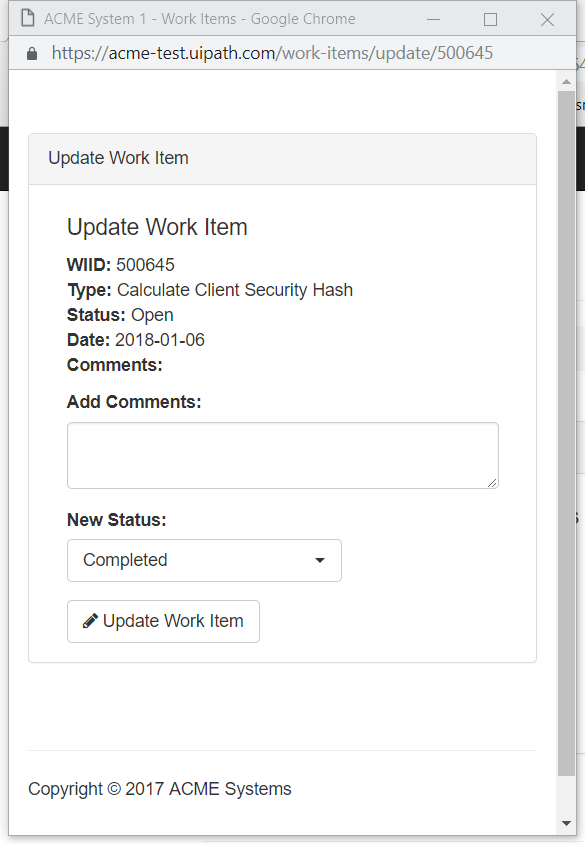 ACME System 1 - Work Items - Google Chrome
https://acme-test.uipath.com/work-items/update/500645
Update Work Item
Update Work Item
WIID: 500645
Type: Calculate Client Security Hash
Status: Open
Date: 2018-01-06
Comments:
Add Comments:
New Status:
Completed
Update Work Item
Copyright © 2017 ACME Systems